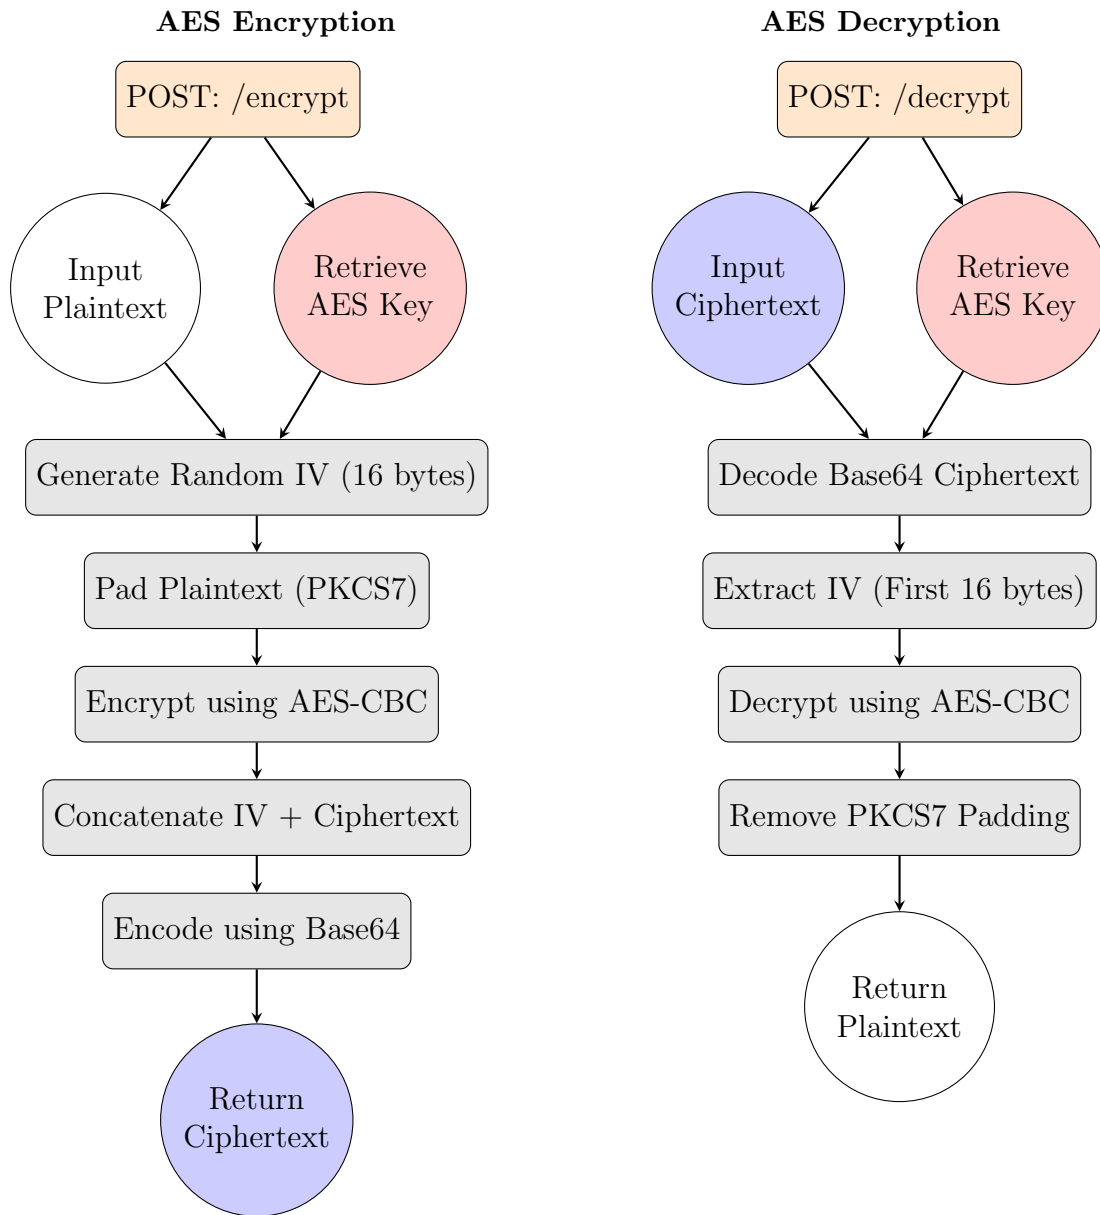 AES Encryption
POST: /encrypt
Input
Plaintext
Retrieve
AES Key
Generate Random IV (16 bytes)
Pad Plaintext (PKCS7)
Encrypt using AES-CBC
Concatenate IV + Ciphertext
Encode using Base64
Return
Ciphertext
AES Decryption
POST: /decrypt
Input
Ciphertext
Retrieve
AES Key
Decode Base64 Ciphertext
Extract IV (First 16 bytes)
Decrypt using AES-CBC
Remove PKCS7 Padding
Return
Plaintext